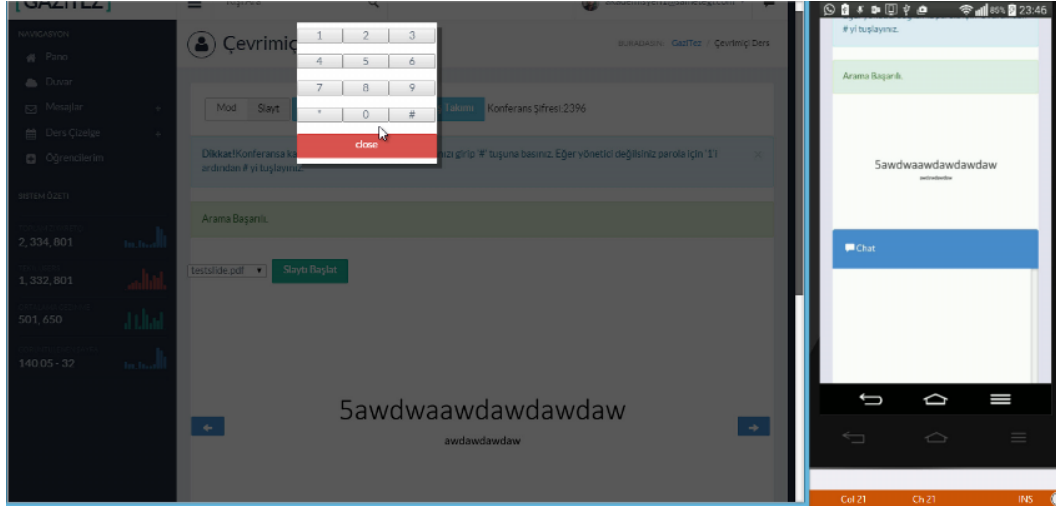 [ GAZITEZ ]
NAVIGASYON
Pano
Duvar
Mesajlar +
Ders Çizelge +
Öğrencilerim
SISTEM ÖZETI
2, 334, 801
1, 332, 801
501, 650
140.05 - 32
Çevrimiç
BURADASIN: GaziTez / Çevrimiçi Ders
1 2 3
4 5 6
7 8 9
* 0 #
close
Mod Slayt Takımı Konferans Şifresi:2396
Dikkat!Konferansa ka nızı girip '#' tuşuna basınız. Eğer yönetici değilsiniz parola için '1'i
ardından # yi tuşlayınız.
Arama Başarılı.
testslide.pdf Slaytı Başlat
5awdwaawdawdawdaw
awdawdawdaw
85% 23:46
# yi tuşlayınız.
Arama Başarılı.
5awdwaawdawdawdaw
Chat
Col 21 Ch 21 INS